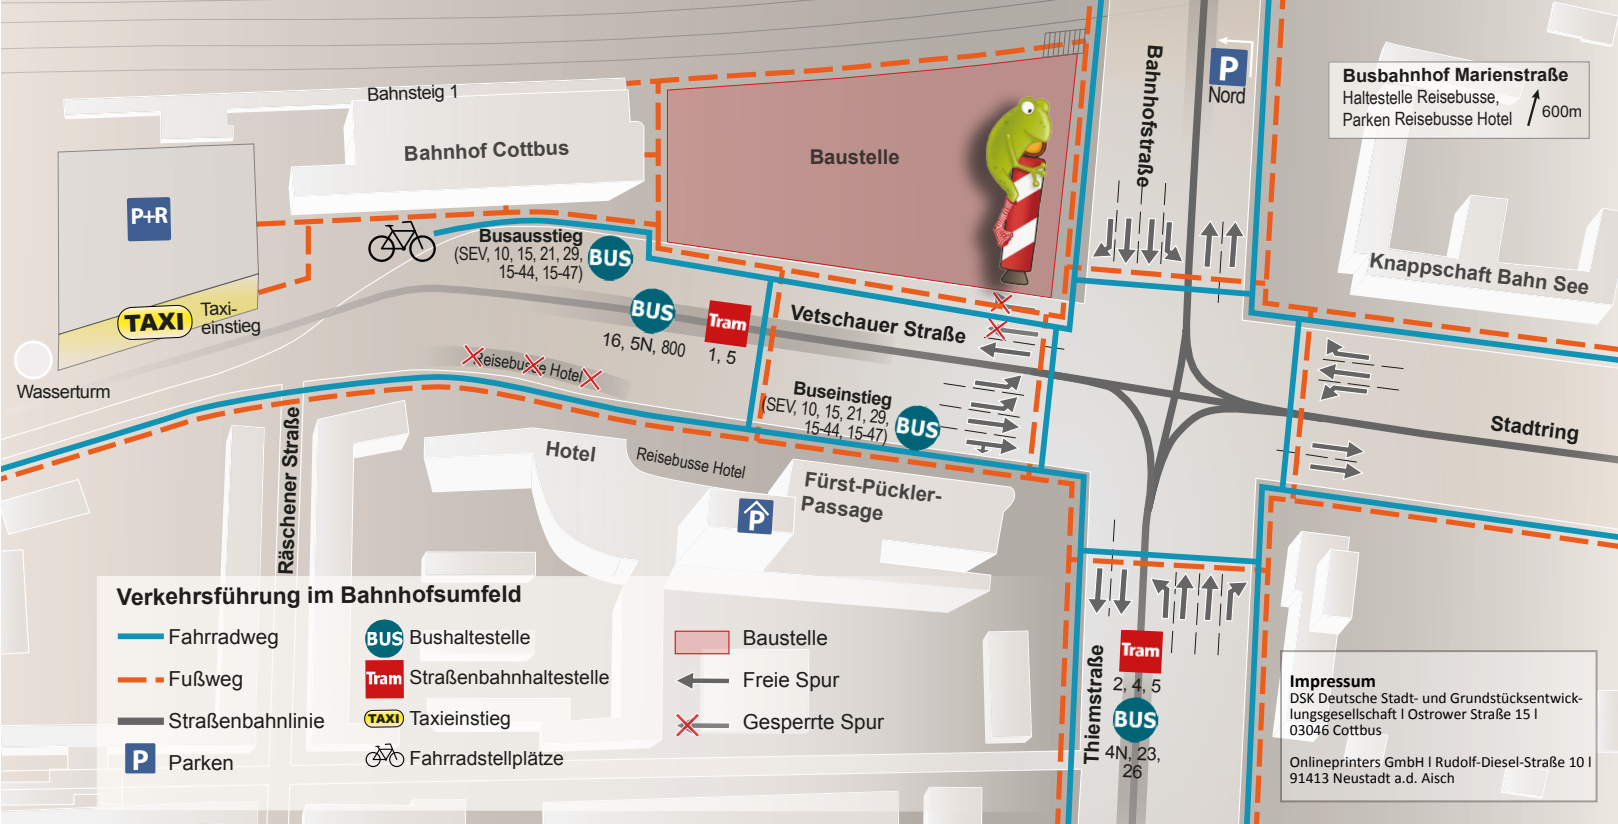 Bahnsteig 1
Bahnhof Cottbus
P+R
TAXI
Taxi-
einstieg
Wasserturm
Busausstieg
(SEV, 10, 15, 21, 29,
15-44, 15-47)
BUS
BUS
16, 5N, 800
Tram
1, 5
Reisebusse Hotel
Baustelle
Vetschauer Straße
Buseinstieg
(SEV, 10, 15, 21, 29,
15-44, 15-47)
BUS
Bahnhofstraße
P
Nord
Busbahnhof Marienstraße
Haltestelle Reisebusse,
Parken Reisebusse Hotel
600m
Knappschaft Bahn See
Stadtring
Räschener Straße
Hotel
Reisebusse Hotel
P
Fürst-Pückler-
Passage
Thiemstraße
Tram
2, 4, 5
BUS
4N, 23,
26
Verkehrsführung im Bahnhofsumfeld
Fahrradweg
Fußweg
Straßenbahnlinie
P Parken
BUS Bushaltestelle
Tram Straßenbahnhaltestelle
TAXI Taxieinstieg
Fahrradstellplätze
Baustelle
Freie Spur
Gesperrte Spur
Impressum
DSK Deutsche Stadt- und Grundstücksentwick-
lungsgesellschaft l Ostrower Straße 15 l
03046 Cottbus
Onlineprinters GmbH l Rudolf-Diesel-Straße 10 l
91413 Neustadt a.d. Aisch